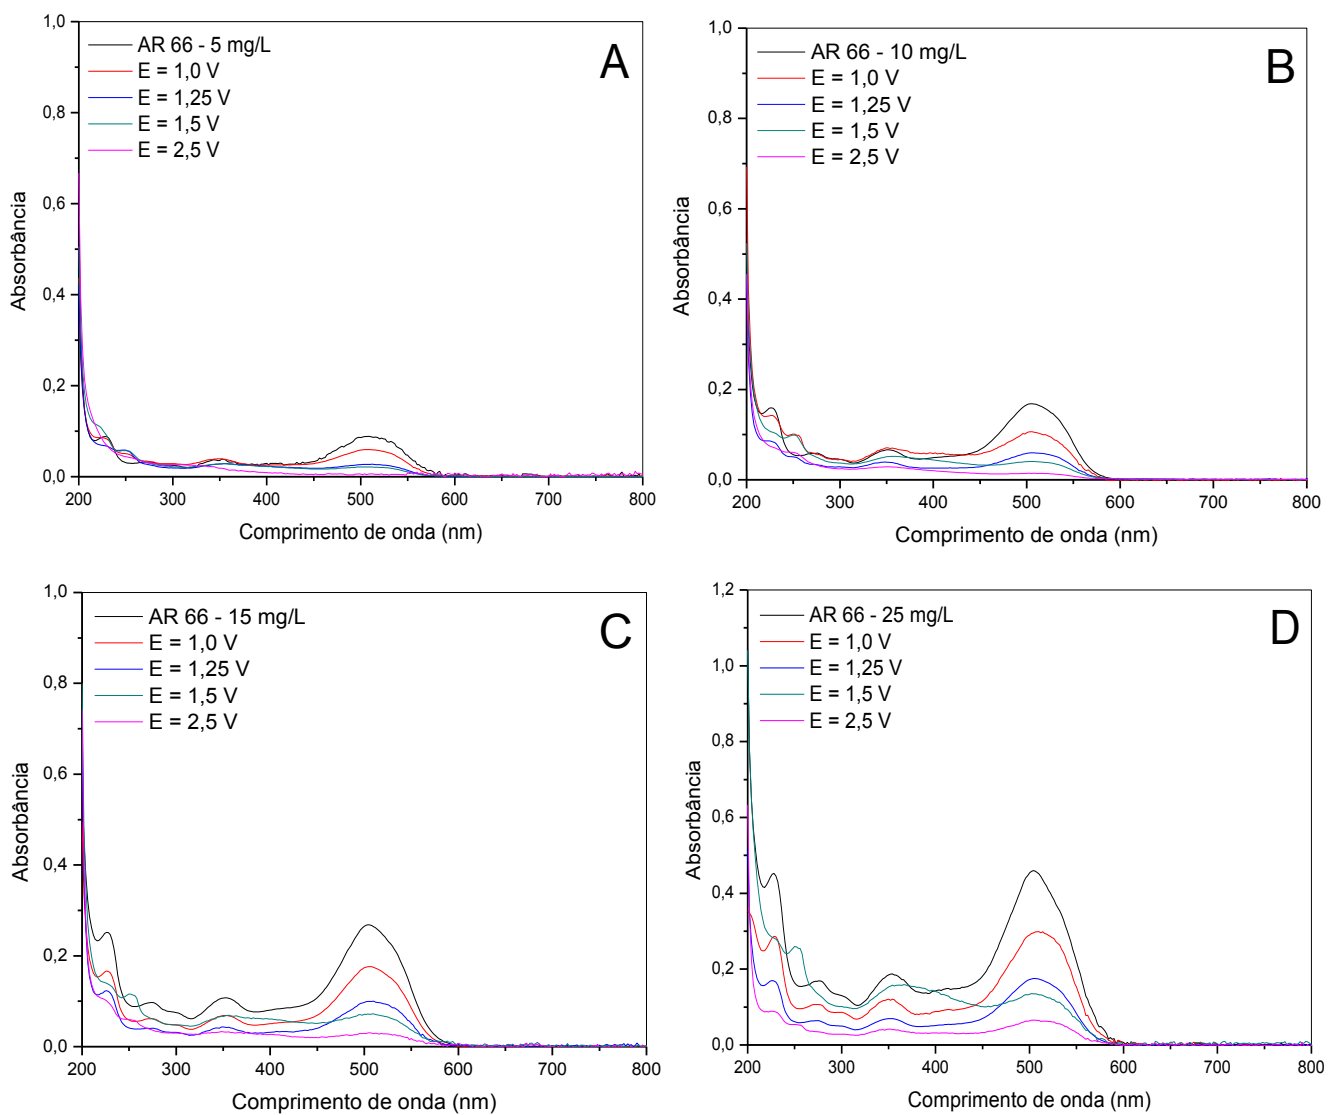 A
AR 66 - 5 mg/L
E = 1,0 V
E = 1,25 V
E = 1,5 V
E = 2,5 V
Absorbância
1,0
0,8
0,6
0,4
0,2
0,0
200 300 400 500 600 700 800
Comprimento de onda (nm)
B
AR 66 - 10 mg/L
E = 1,0 V
E = 1,25 V
E = 1,5 V
E = 2,5 V
Absorbância
1,0
0,8
0,6
0,4
0,2
0,0
200 300 400 500 600 700 800
Comprimento de onda (nm)
C
AR 66 - 15 mg/L
E = 1,0 V
E = 1,25 V
E = 1,5 V
E = 2,5 V
Absorbância
1,0
0,8
0,6
0,4
0,2
0,0
200 300 400 500 600 700 800
Comprimento de onda (nm)
D
AR 66 - 25 mg/L
E = 1,0 V
E = 1,25 V
E = 1,5 V
E = 2,5 V
Absorbância
1,2
1,0
0,8
0,6
0,4
0,2
0,0
200 300 400 500 600 700 800
Comprimento de onda (nm)